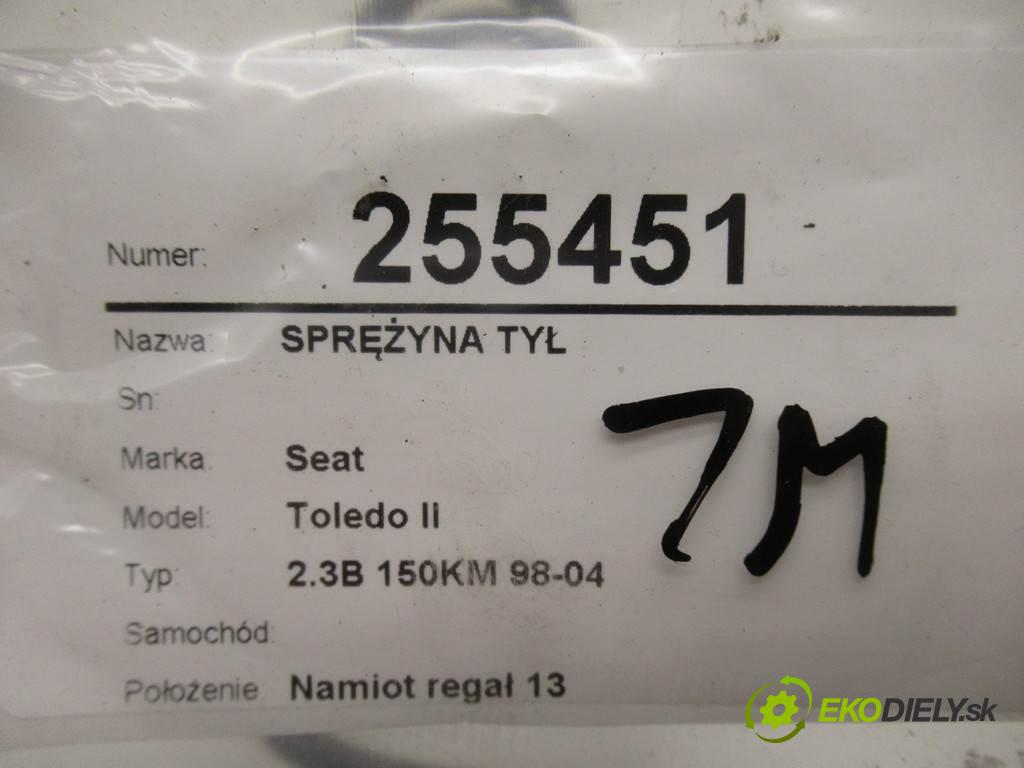 Numer: 255451
Nazwa: SPRĘŻYNA TYŁ
Sn:
Marka: Seat
Model: Toledo Ii
Typ: 2.3B 150KM 98-04
Samochód:
Położenie Namiot regał 13
7M
EKODIELY.sk